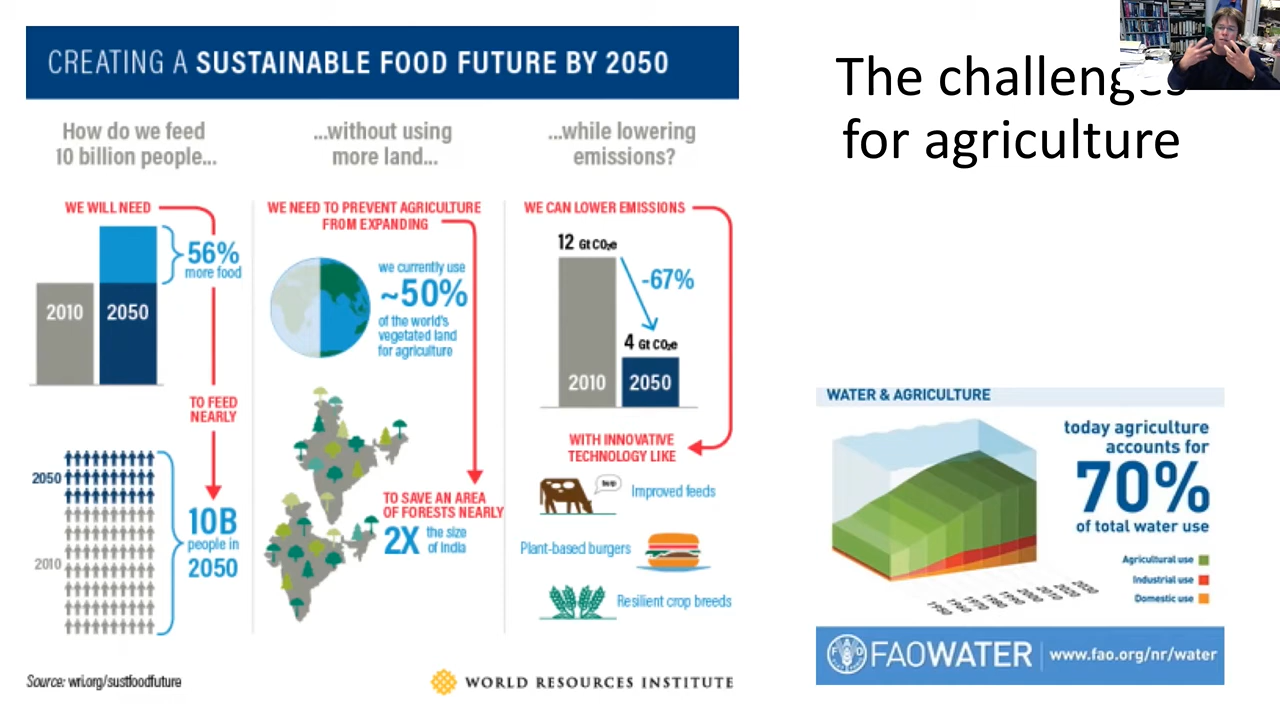 CREATING A SUSTAINABLE FOOD FUTURE BY 2050
How do we feed
10 billion people...
...without using
more land...
...while lowering
emissions?
WE WILL NEED
56%
more food
2010
2050
TO FEED
NEARLY
2050
2010
10B
people in
2050
WE NEED TO PREVENT AGRICULTURE
FROM EXPANDING
we currently use
~50%
of the world's
vegetated land
for agriculture
TO SAVE AN AREA
OF FORESTS NEARLY
2X
the size
of India
WE CAN LOWER EMISSIONS
12 Gt CO₂e
-67%
4 Gt CO₂e
2010
2050
WITH INNOVATIVE
TECHNOLOGY LIKE
Improved feeds
Plant-based burgers
Resilient crop breeds
Source: wri.org/sustfoodfuture
WORLD RESOURCES INSTITUTE
The challenges
for agriculture
WATER & AGRICULTURE
today agriculture
accounts for
70%
of total water use
Agricultural use
Industrial use
Domestic use
FAOWATER
www.fao.org/nr/water